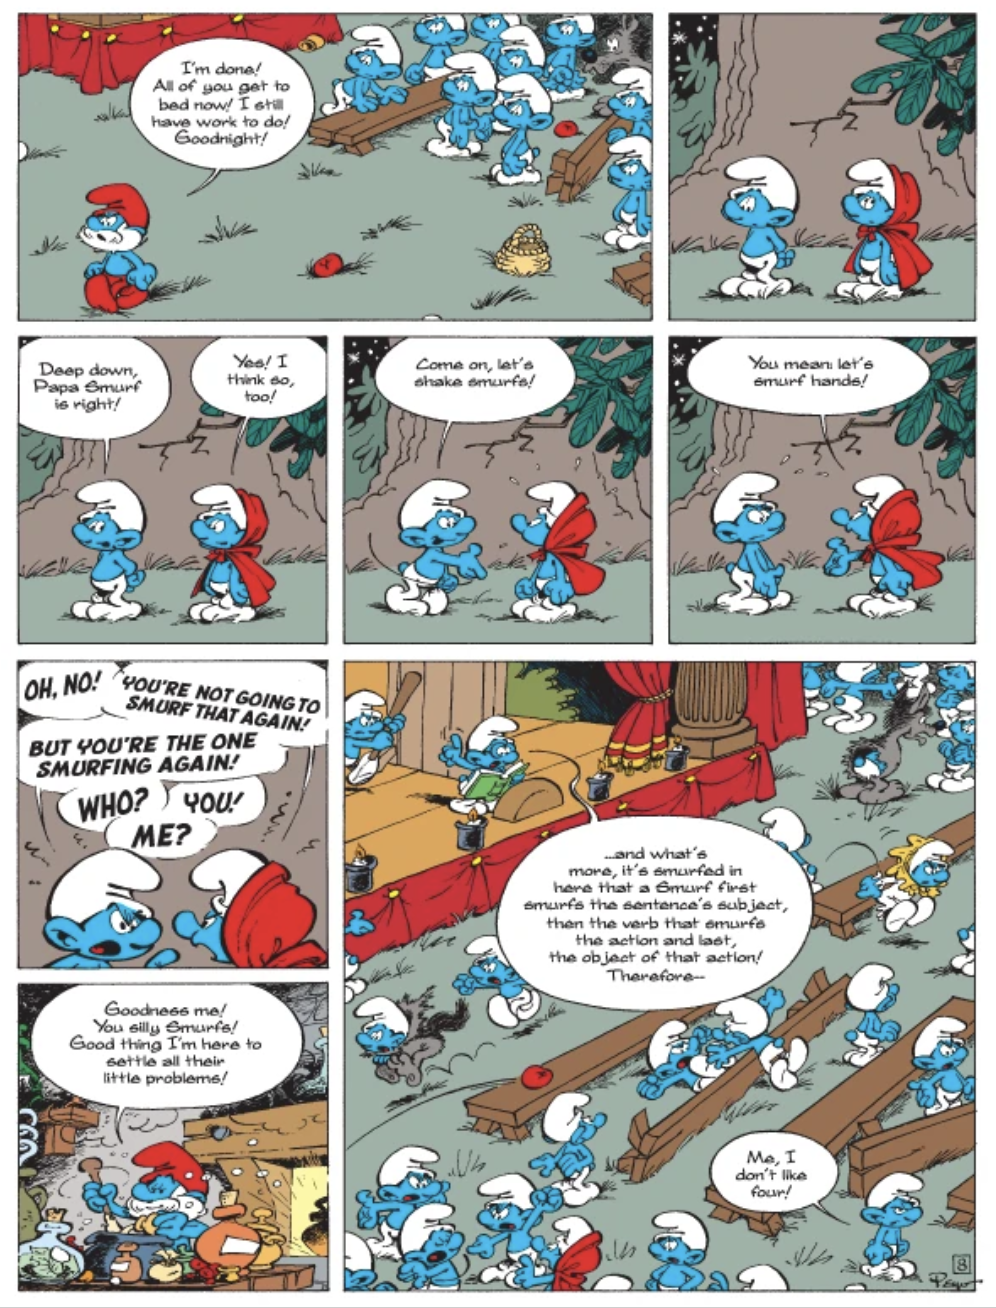 I'm done!
All of you get to
bed now! I still
have work to do!
Goodnight!
Deep down,
Papa Smurf
is right!
Yes! I
think so,
too!
Come on, let's
shake smurfs!
You mean: let's
smurf hands!
OH, NO!
YOU'RE NOT GOING TO
SMURF THAT AGAIN!
BUT YOU'RE THE ONE
SMURFING AGAIN!
WHO?
YOU!
ME?
...and what's
more, it's smurfed in
here that a Smurf first
smurfs the sentence's subject,
then the verb that smurfs
the action and last,
the object of that action!
Therefore--
Goodness me!
You silly Smurfs!
Good thing I'm here to
settle all their
little problems!
Me, I
don't like
four!
8
Peyo